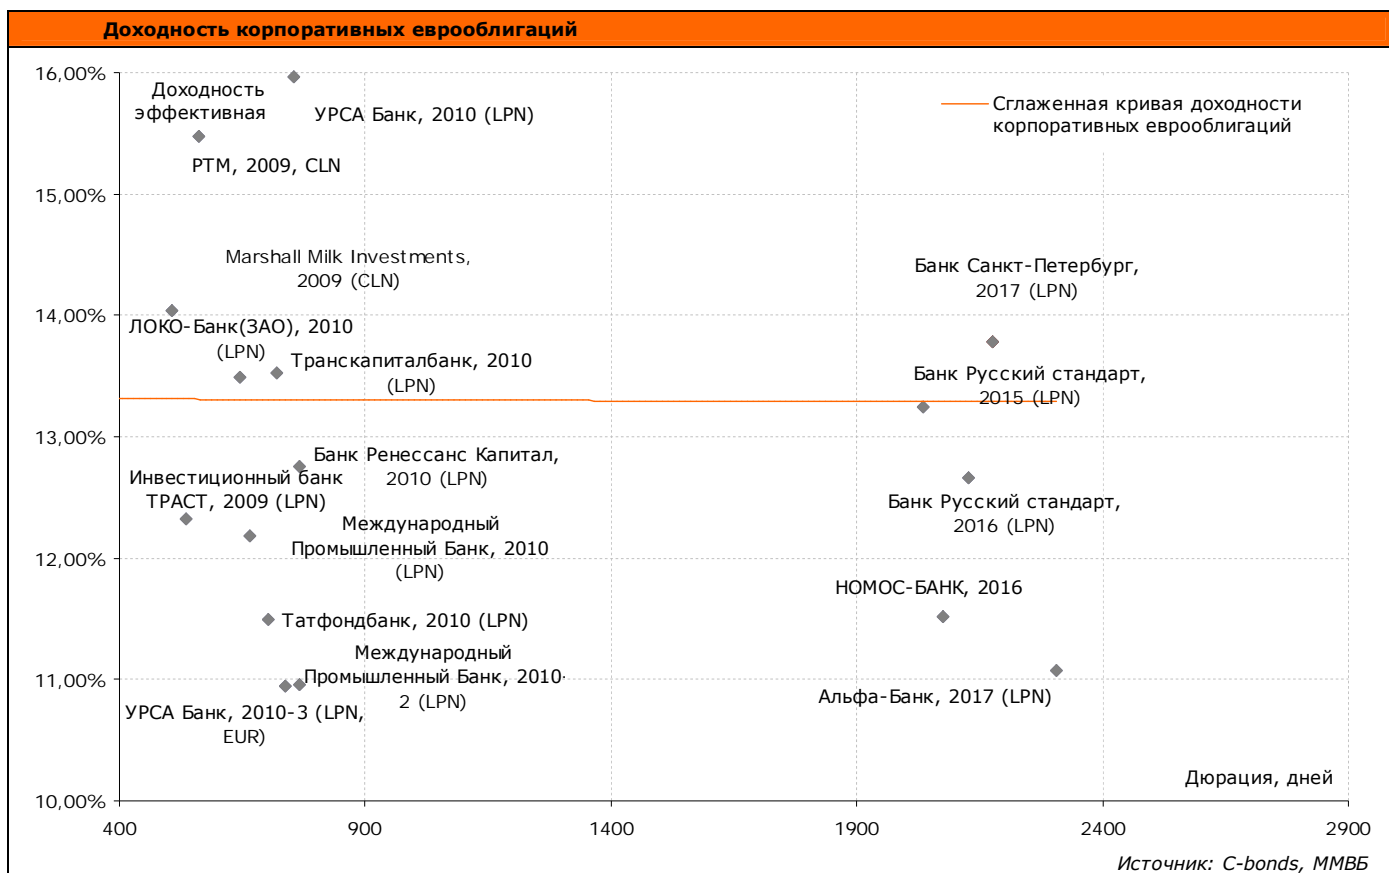 Доходность корпоративных еврооблигаций
16,00%
Доходность
эффективная
УРСА Банк, 2010 (LPN)
Сглаженная кривая доходности
корпоративных еврооблигаций
РТМ, 2009, CLN
15,00%
Marshall Milk Investments,
2009 (CLN)
Банк Санкт-Петербург,
2017 (LPN)
14,00%
ЛОКО-Банк(ЗАО), 2010
(LPN)
Транскапиталбанк, 2010
(LPN)
Банк Русский стандарт,
2015 (LPN)
13,00%
Банк Ренессанс Капитал,
2010 (LPN)
Инвестиционный банк
ТРАСТ, 2009 (LPN)
Банк Русский стандарт,
2016 (LPN)
Международный
Промышленный Банк, 2010
(LPN)
12,00%
НОМОС-БАНК, 2016
Татфондбанк, 2010 (LPN)
Международный
Промышленный Банк, 2010-
2 (LPN)
11,00%
Альфа-Банк, 2017 (LPN)
УРСА Банк, 2010-3 (LPN,
EUR)
Дюрация, дней
10,00%
400 900 1400 1900 2400 2900
Источник: C-bonds, ММВБ